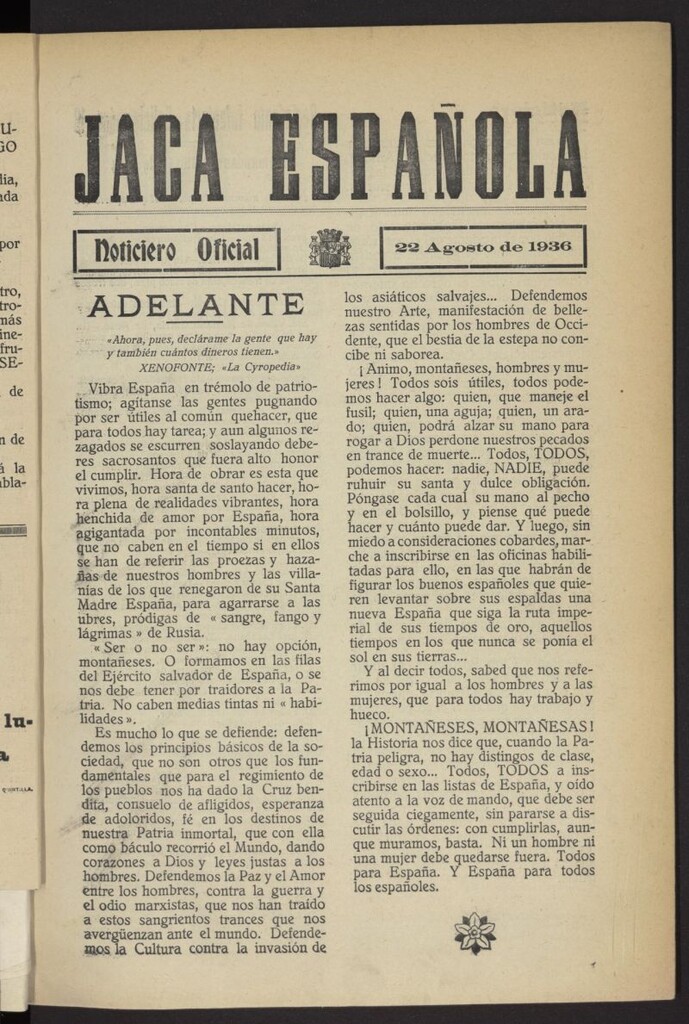 JACA ESPAÑOLA
Noticiero Oficial
22 Agosto de 1936
ADELANTE
«Ahora, pues, declárame la gente que hay
y también cuántos dineros tienen.»
XENOFONTE; «La Cyropedia»
Vibra España en trémolo de patrio-
tismo; agítanse las gentes pugnando
por ser útiles al común quehacer, que
para todos hay tarea; y aun algunos re-
zagados se escurren soslayando debe-
res sacrosantos que fuera alto honor
el cumplir. Hora de obrar es esta que
vivimos, hora santa de santo hacer, ho-
ra plena de realidades vibrantes, hora
henchida de amor por España, hora
agigantada por incontables minutos,
que no caben en el tiempo si en ellos
se han de referir las proezas y haza-
ñas de nuestros hombres y las villa-
nías de los que renegaron de su Santa
Madre España, para agarrarse a las
ubres, pródigas de « sangre, fango y
lágrimas » de Rusia.
« Ser o no ser »: no hay opción,
montañeses. O formamos en las filas
del Ejército salvador de España, o se
nos debe tener por traidores a la Pa-
tria. No caben medias tintas ni « habi-
lidades ».
Es mucho lo que se defiende: defen-
demos los principios básicos de la so-
ciedad, que no son otros que los fun-
damentales que para el regimiento de
los pueblos nos ha dado la Cruz ben-
dita, consuelo de afligidos, esperanza
de adoloridos, fé en los destinos de
nuestra Patria inmortal, que con ella
como báculo recorrió el Mundo, dando
corazones a Dios y leyes justas a los
hombres. Defendemos la Paz y el Amor
entre los hombres, contra la guerra y
el odio marxistas, que nos han traído
a estos sangrientos trances que nos
avergüenzan ante el mundo. Defende-
mos la Cultura contra la invasión de
los asiáticos salvajes... Defendemos
nuestro Arte, manifestación de belle-
zas sentidas por los hombres de Occi-
dente, que el bestia de la estepa no con-
cibe ni saborea.
¡ Animo, montañeses, hombres y mu-
jeres ! Todos sois útiles, todos pode-
mos hacer algo: quien, que maneje el
fusil; quien, una aguja; quien, un ara-
do; quien, podrá alzar su mano para
rogar a Dios perdone nuestros pecados
en trance de muerte... Todos, TODOS,
podemos hacer: nadie, NADIE, puede
ruhuir su santa y dulce obligación.
Póngase cada cual su mano al pecho
y en el bolsillo, y piense qué puede
hacer y cuánto puede dar. Y luego, sin
miedo a consideraciones cobardes, mar-
che a inscribirse en las oficinas habili-
tadas para ello, en las que habrán de
figurar los buenos españoles que quie-
ren levantar sobre sus espaldas una
nueva España que siga la ruta impe-
rial de sus tiempos de oro, aquellos
tiempos en los que nunca se ponía el
sol en sus tierras...
Y al decir todos, sabed que nos refe-
rimos por igual a los hombres y a las
mujeres, que para todos hay trabajo y
hueco.
¡MONTAÑESES, MONTAÑESAS!
la Historia nos dice que, cuando la Pa-
tria peligra, no hay distingos de clase,
edad o sexo... Todos, TODOS a ins-
cribirse en las listas de España, y oído
atento a la voz de mando, que debe ser
seguida ciegamente, sin pararse a dis-
cutir las órdenes: con cumplirlas, aun-
que muramos, basta. Ni un hombre ni
una mujer debe quedarse fuera. Todos
para España. Y España para todos
los españoles.